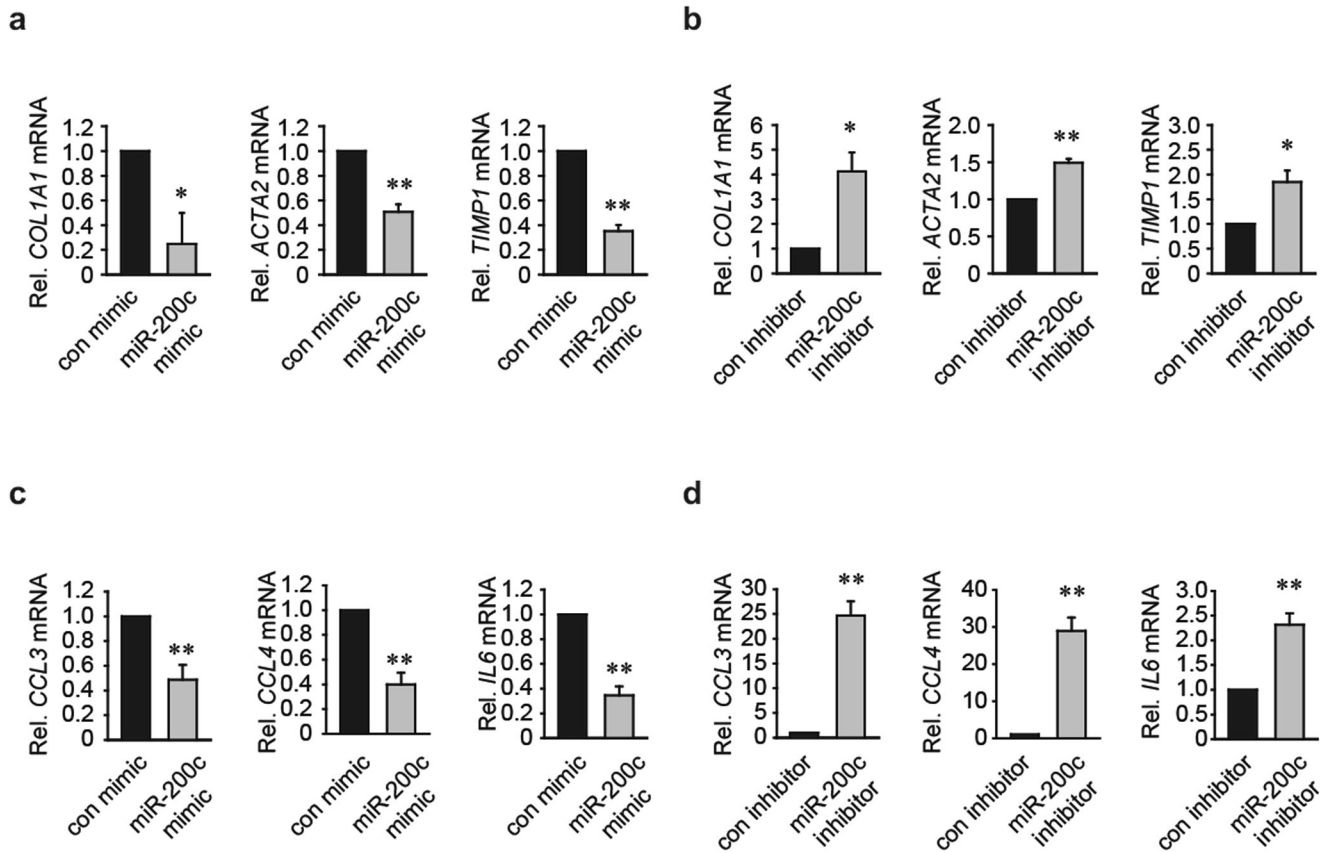 a
Rel. COL1A1 mRNA
1.2
1.0
0.8
0.6
0.4
0.2
0
*
con mimic
miR-200c
mimic
Rel. ACTA2 mRNA
1.2
1.0
0.8
0.6
0.4
0.2
0
**
con mimic
miR-200c
mimic
Rel. TIMP1 mRNA
1.2
1.0
0.8
0.6
0.4
0.2
0
**
con mimic
miR-200c
mimic
b
Rel. COL1A1 mRNA
6
5
4
3
2
1
0
*
con inhibitor
miR-200c
inhibitor
Rel. ACTA2 mRNA
2.0
1.5
1.0
0.5
0
**
con inhibitor
miR-200c
inhibitor
Rel. TIMP1 mRNA
3.0
2.5
2.0
1.5
1.0
0.5
0
*
con inhibitor
miR-200c
inhibitor
c
Rel. CCL3 mRNA
1.2
1.0
0.8
0.6
0.4
0.2
0
**
con mimic
miR-200c
mimic
Rel. CCL4 mRNA
1.2
1.0
0.8
0.6
0.4
0.2
0
**
con mimic
miR-200c
mimic
Rel. IL6 mRNA
1.2
1.0
0.8
0.6
0.4
0.2
0
**
con mimic
miR-200c
mimic
d
Rel. CCL3 mRNA
30
25
20
15
10
5
0
**
con inhibitor
miR-200c
inhibitor
Rel. CCL4 mRNA
40
30
20
10
0
**
con inhibitor
miR-200c
inhibitor
Rel. IL6 mRNA
3.0
2.5
2.0
1.5
1.0
0.5
0
**
con inhibitor
miR-200c
inhibitor